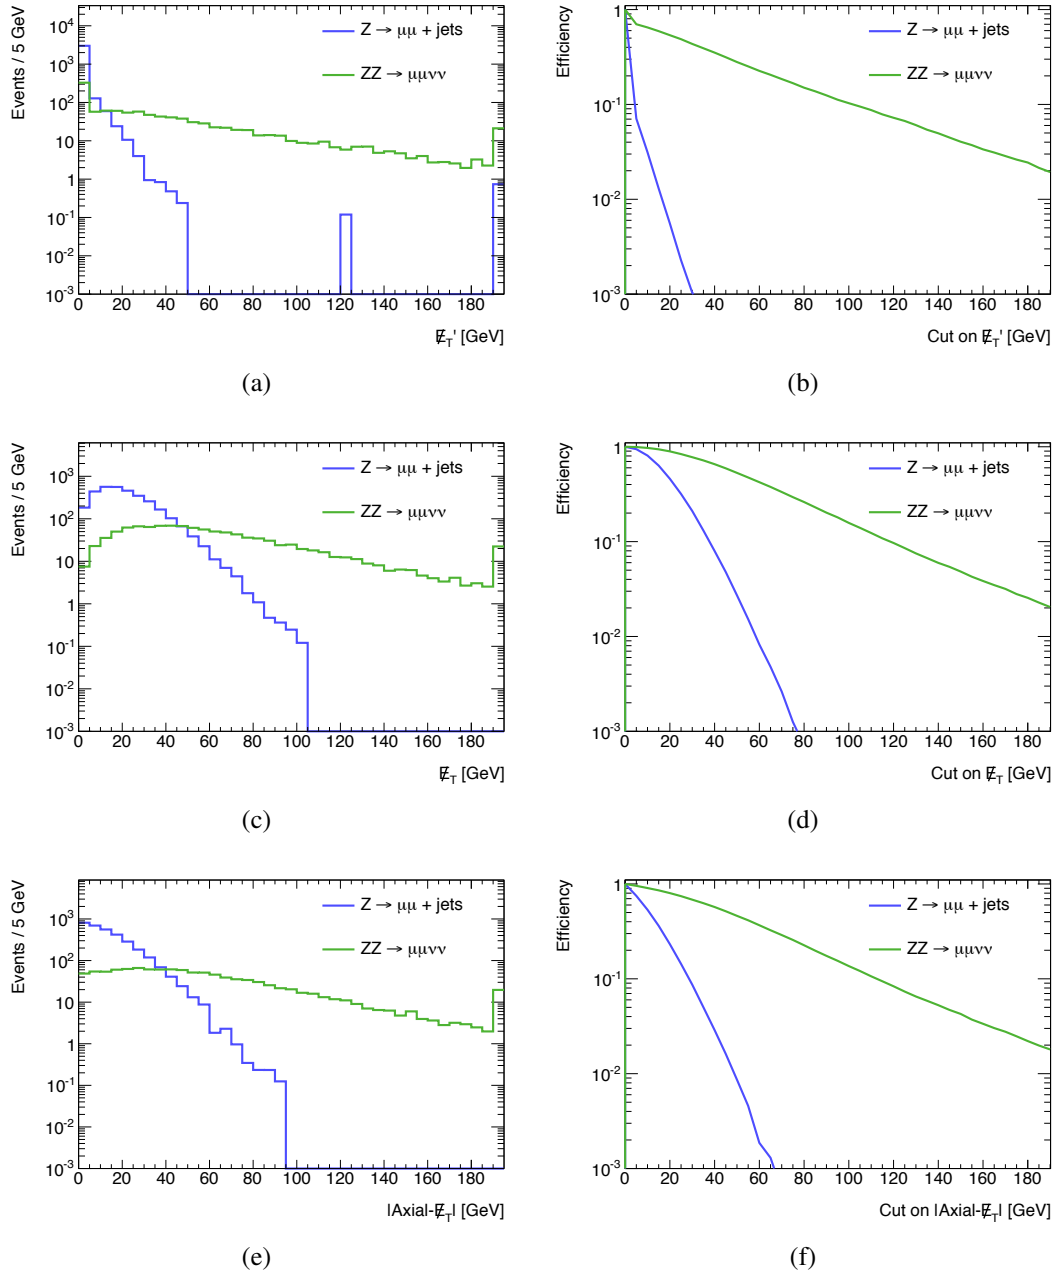 Events / 5 GeV
10⁴
10³
10²
10
1
10⁻¹
10⁻²
10⁻³
Z → μμ + jets
ZZ → μμνν
0 20 40 60 80 100 120 140 160 180
E̸_T' [GeV]
(a)
Efficiency
1
10⁻¹
10⁻²
10⁻³
Z → μμ + jets
ZZ → μμνν
0 20 40 60 80 100 120 140 160 180
Cut on E̸_T' [GeV]
(b)
Events / 5 GeV
10³
10²
10
1
10⁻¹
10⁻²
10⁻³
Z → μμ + jets
ZZ → μμνν
0 20 40 60 80 100 120 140 160 180
E̸_T [GeV]
(c)
Efficiency
1
10⁻¹
10⁻²
10⁻³
Z → μμ + jets
ZZ → μμνν
0 20 40 60 80 100 120 140 160 180
Cut on E̸_T [GeV]
(d)
Events / 5 GeV
10³
10²
10
1
10⁻¹
10⁻²
10⁻³
Z → μμ + jets
ZZ → μμνν
0 20 40 60 80 100 120 140 160 180
|Axial-E̸_T| [GeV]
(e)
Efficiency
1
10⁻¹
10⁻²
10⁻³
Z → μμ + jets
ZZ → μμνν
0 20 40 60 80 100 120 140 160 180
Cut on |Axial-E̸_T| [GeV]
(f)